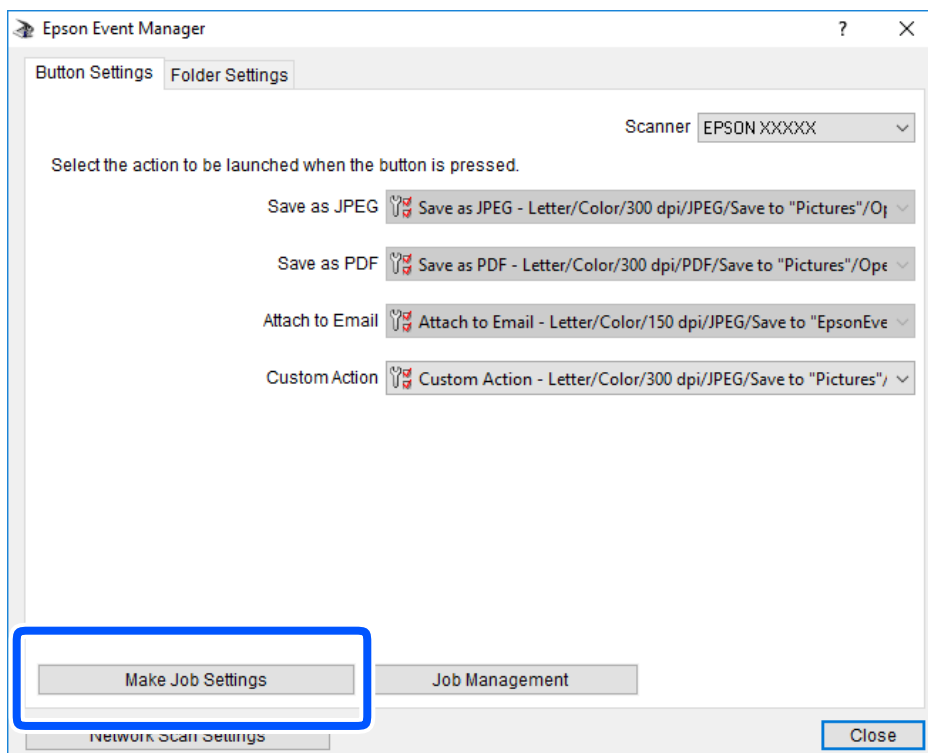 Epson Event Manager
Button Settings Folder Settings
Scanner EPSON XXXXX
Select the action to be launched when the button is pressed.
Save as JPEG Save as JPEG - Letter/Color/300 dpi/JPEG/Save to "Pictures"/Op
Save as PDF Save as PDF - Letter/Color/300 dpi/PDF/Save to "Pictures"/Ope
Attach to Email Attach to Email - Letter/Color/150 dpi/JPEG/Save to "EpsonEve
Custom Action Custom Action - Letter/Color/300 dpi/JPEG/Save to "Pictures"/
Make Job Settings Job Management
Network Scan Settings Close